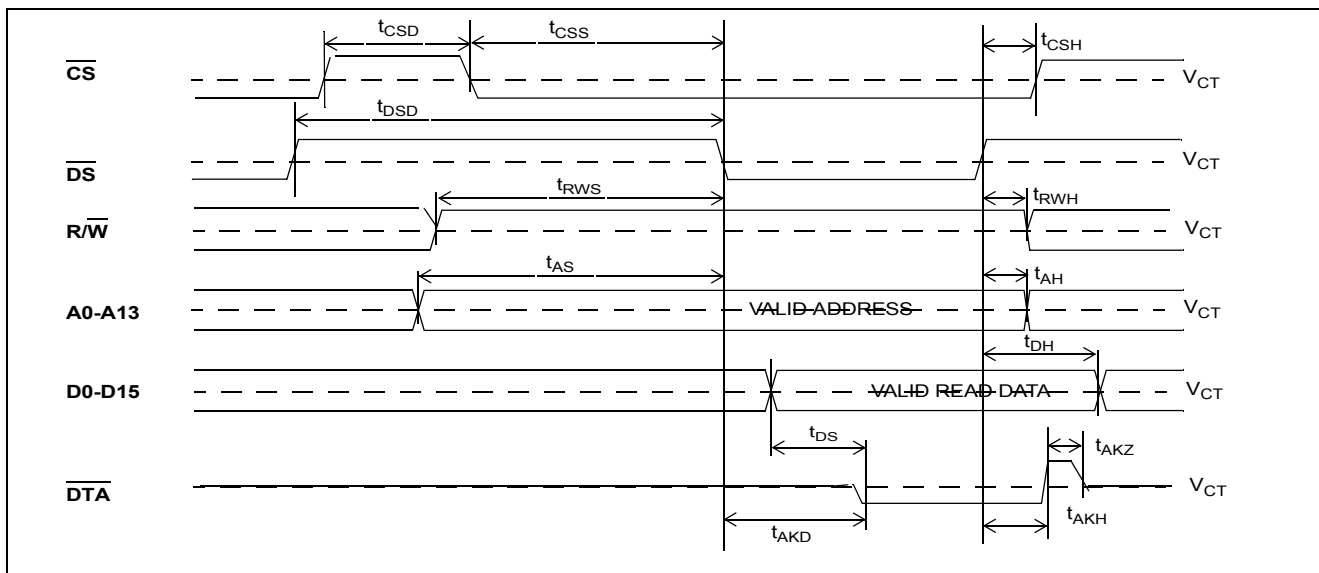 tCSD
tCSS
tCSH
CS
VCT
tDSD
DS
VCT
tRWS
tRWH
R/W
VCT
tAS
tAH
A0-A13
VALID ADDRESS
VCT
tDH
D0-D15
VALID READ DATA
VCT
tDS
tAKZ
DTA
VCT
tAKD
tAKH